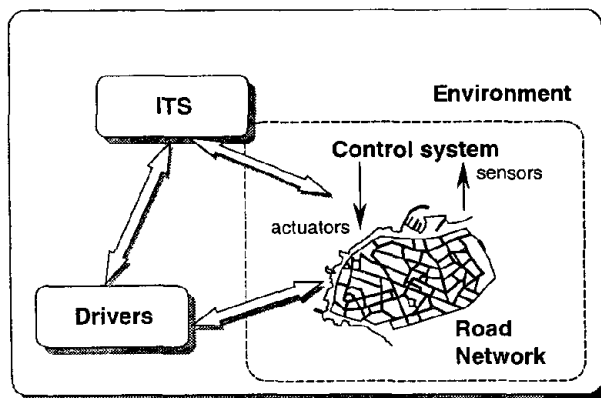 ITS
Environment
Control system
sensors
actuators
Drivers
Road
Network